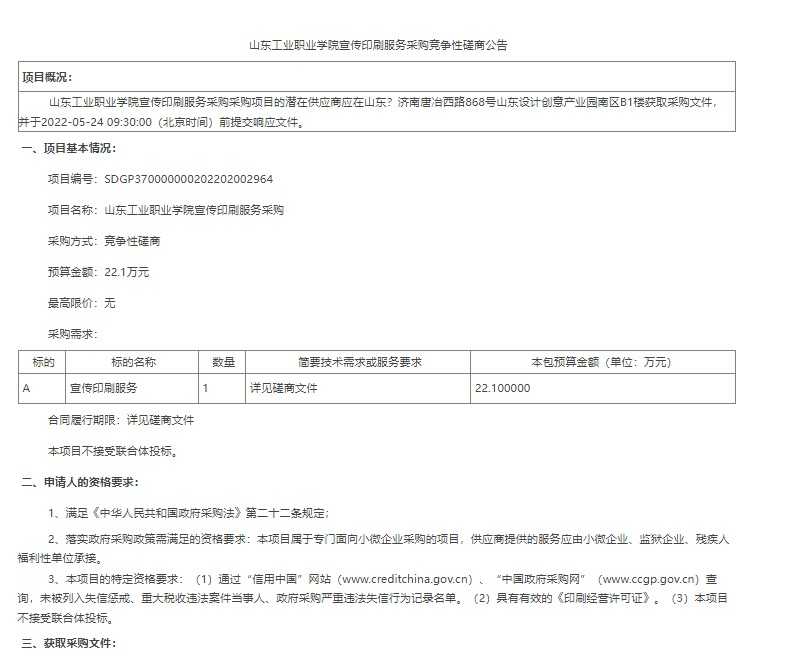 山东工业职业学院宣传印刷服务采购竞争性磋商公告
项目概况：
山东工业职业学院宣传印刷服务采购采购项目的潜在供应商应在山东？济南唐冶西路868号山东设计创意产业园南区B1楼获取采购文件，
并于2022-05-24 09:30:00（北京时间）前提交响应文件。
一、项目基本情况：
项目编号：SDGP370000000202202002964
项目名称：山东工业职业学院宣传印刷服务采购
采购方式：竞争性磋商
预算金额：22.1万元
最高限价：无
采购需求：
标的 标的名称 数量 简要技术需求或服务要求 本包预算金额（单位：万元）
A 宣传印刷服务 1 详见磋商文件 22.100000
合同履行期限：详见磋商文件
本项目不接受联合体投标。
二、申请人的资格要求：
1、满足《中华人民共和国政府采购法》第二十二条规定；
2、落实政府采购政策需满足的资格要求：本项目属于专门面向小微企业采购的项目，供应商提供的服务应由小微企业、监狱企业、残疾人
福利性单位承接。
3、本项目的特定资格要求：（1）通过“信用中国”网站（www.creditchina.gov.cn）、“中国政府采购网”（www.ccgp.gov.cn）查
询，未被列入失信惩戒、重大税收违法案件当事人、政府采购严重违法失信行为记录名单。（2）具有有效的《印刷经营许可证》。（3）本项目
不接受联合体投标。
三、获取采购文件：